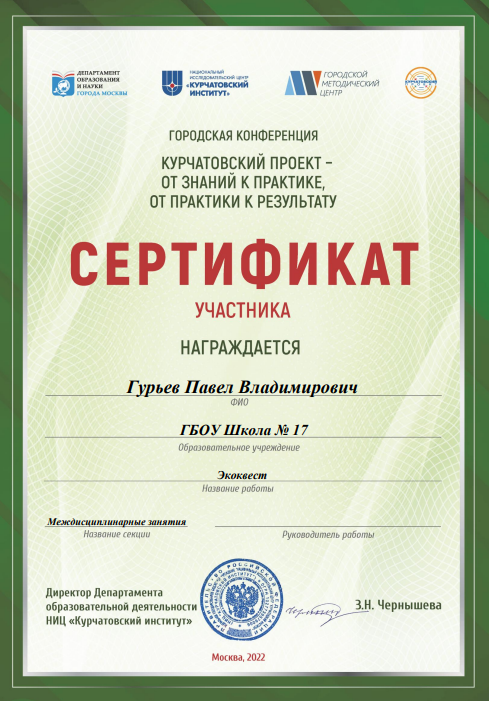 ДЕПАРТАМЕНТ
ОБРАЗОВАНИЯ
И НАУКИ
ГОРОДА МОСКВЫ
НАЦИОНАЛЬНЫЙ
ИССЛЕДОВАТЕЛЬСКИЙ ЦЕНТР
«КУРЧАТОВСКИЙ
ИНСТИТУТ»
ГОРОДСКОЙ
МЕТОДИЧЕСКИЙ
ЦЕНТР
ГОРОДСКАЯ КОНФЕРЕНЦИЯ
КУРЧАТОВСКИЙ ПРОЕКТ –
ОТ ЗНАНИЙ К ПРАКТИКЕ,
ОТ ПРАКТИКИ К РЕЗУЛЬТАТУ
СЕРТИФИКАТ
УЧАСТНИКА
НАГРАЖДАЕТСЯ
Гурьев Павел Владимирович
ФИО
ГБОУ Школа № 17
Образовательное учреждение
Экоквест
Название работы
Междисциплинарные занятия
Название секции
Руководитель работы
Директор Департамента
образовательной деятельности
НИЦ «Курчатовский институт»
З.Н. Чернышева
Москва, 2022